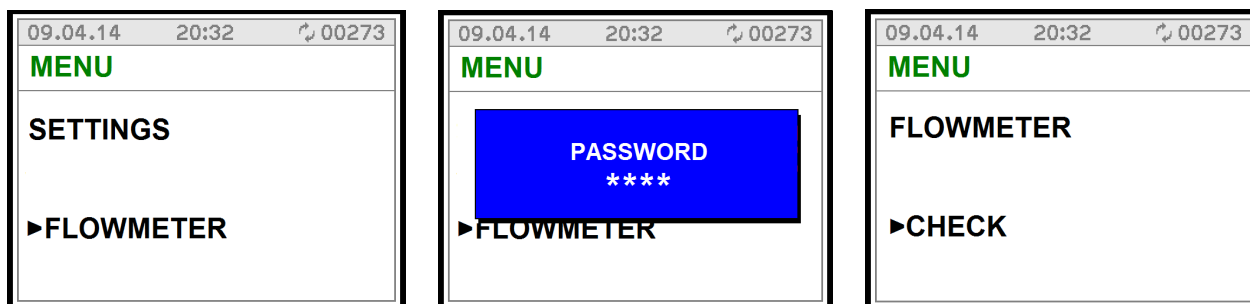 09.04.14 20:32 00273
MENU
SETTINGS
►FLOWMETER
09.04.14 20:32 00273
MENU
PASSWORD
****
►FLOWMETER
09.04.14 20:32 00273
MENU
FLOWMETER
►CHECK